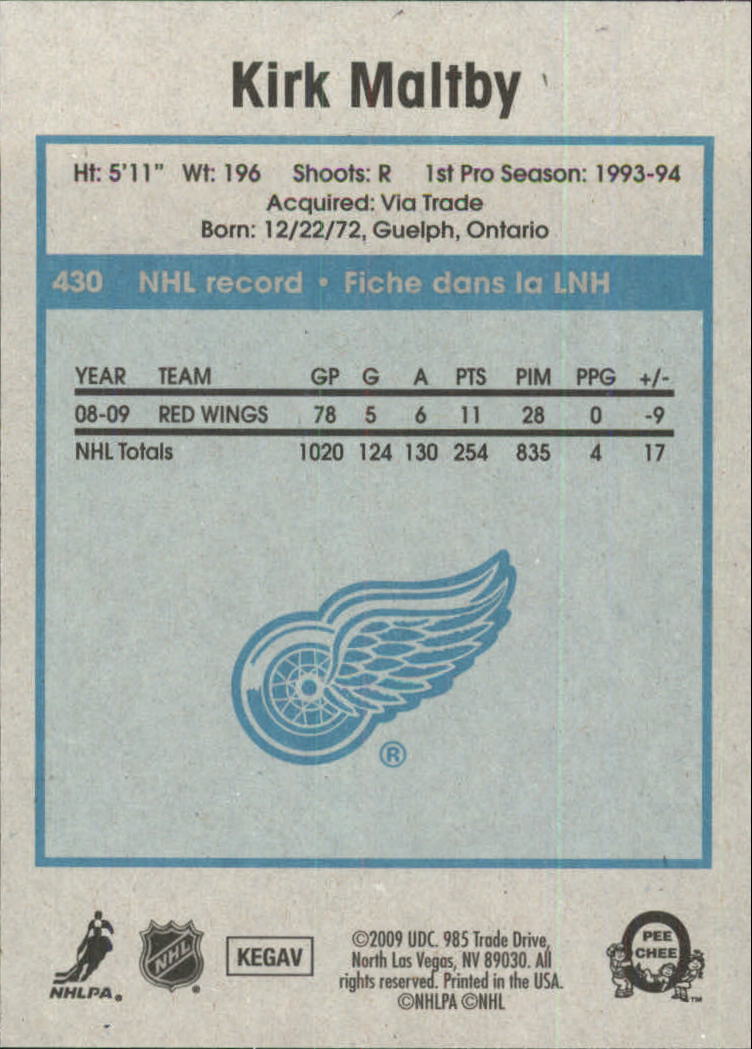 Kirk Maltby
Ht: 5'11" Wt: 196 Shoots: R 1st Pro Season: 1993-94
Acquired: Via Trade
Born: 12/22/72, Guelph, Ontario
430 NHL record • Fiche dans la LNH
YEAR TEAM GP G A PTS PIM PPG +/-
08-09 RED WINGS 78 5 6 11 28 0 -9
NHL Totals 1020 124 130 254 835 4 17
®
NHLPA®
NHL®
KEGAV
©2009 UDC. 985 Trade Drive,
North Las Vegas, NV 89030. All
rights reserved. Printed in the USA.
©NHLPA ©NHL
PEE
CHEE
™